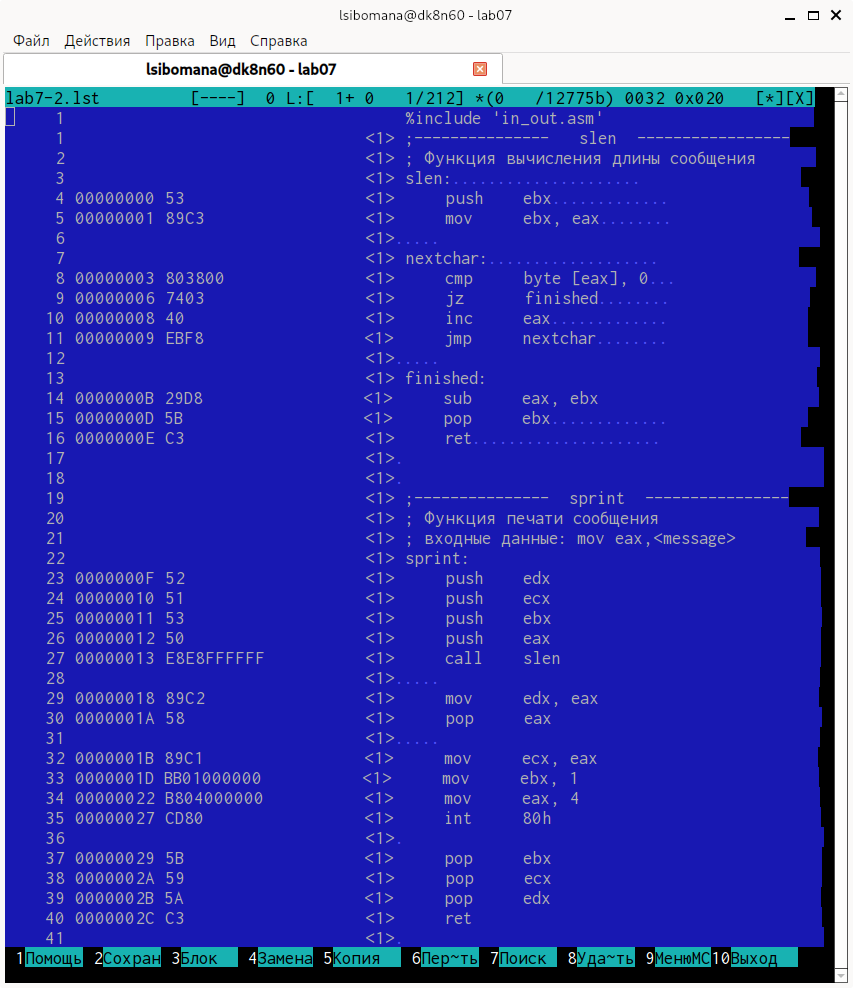 lsibomana@dk8n60 - lab07
Файл Действия Правка Вид Справка
lsibomana@dk8n60 - lab07
lab7-2.lst [----] 0 L:[ 1+ 0 1/212] *(0 /12775b) 0032 0x020 [*][X]
1 %include 'in_out.asm'
1 <1> ;--------------- slen -----------------
2 <1> ; Функция вычисления длины сообщения
3 <1> slen:.....................
4 00000000 53 <1> push ebx.............
5 00000001 89C3 <1> mov ebx, eax........
6 <1>.....
7 <1> nextchar:...................
8 00000003 803800 <1> cmp byte [eax], 0...
9 00000006 7403 <1> jz finished........
10 00000008 40 <1> inc eax.............
11 00000009 EBF8 <1> jmp nextchar........
12 <1>.....
13 <1> finished:
14 0000000B 29D8 <1> sub eax, ebx
15 0000000D 5B <1> pop ebx.............
16 0000000E C3 <1> ret.....................
17 <1>.
18 <1>.
19 <1> ;--------------- sprint ----------------
20 <1> ; Функция печати сообщения
21 <1> ; входные данные: mov eax,<message>
22 <1> sprint:
23 0000000F 52 <1> push edx
24 00000010 51 <1> push ecx
25 00000011 53 <1> push ebx
26 00000012 50 <1> push eax
27 00000013 E8E8FFFFFF <1> call slen
28 <1>.....
29 00000018 89C2 <1> mov edx, eax
30 0000001A 58 <1> pop eax
31 <1>.....
32 0000001B 89C1 <1> mov ecx, eax
33 0000001D BB01000000 <1> mov ebx, 1
34 00000022 B804000000 <1> mov eax, 4
35 00000027 CD80 <1> int 80h
36 <1>.
37 00000029 5B <1> pop ebx
38 0000002A 59 <1> pop ecx
39 0000002B 5A <1> pop edx
40 0000002C C3 <1> ret
41 <1>.
1Помощь 2Сохран 3Блок 4Замена 5Копия 6Пер~ть 7Поиск 8Уда~ть 9МенюMC 10Выход